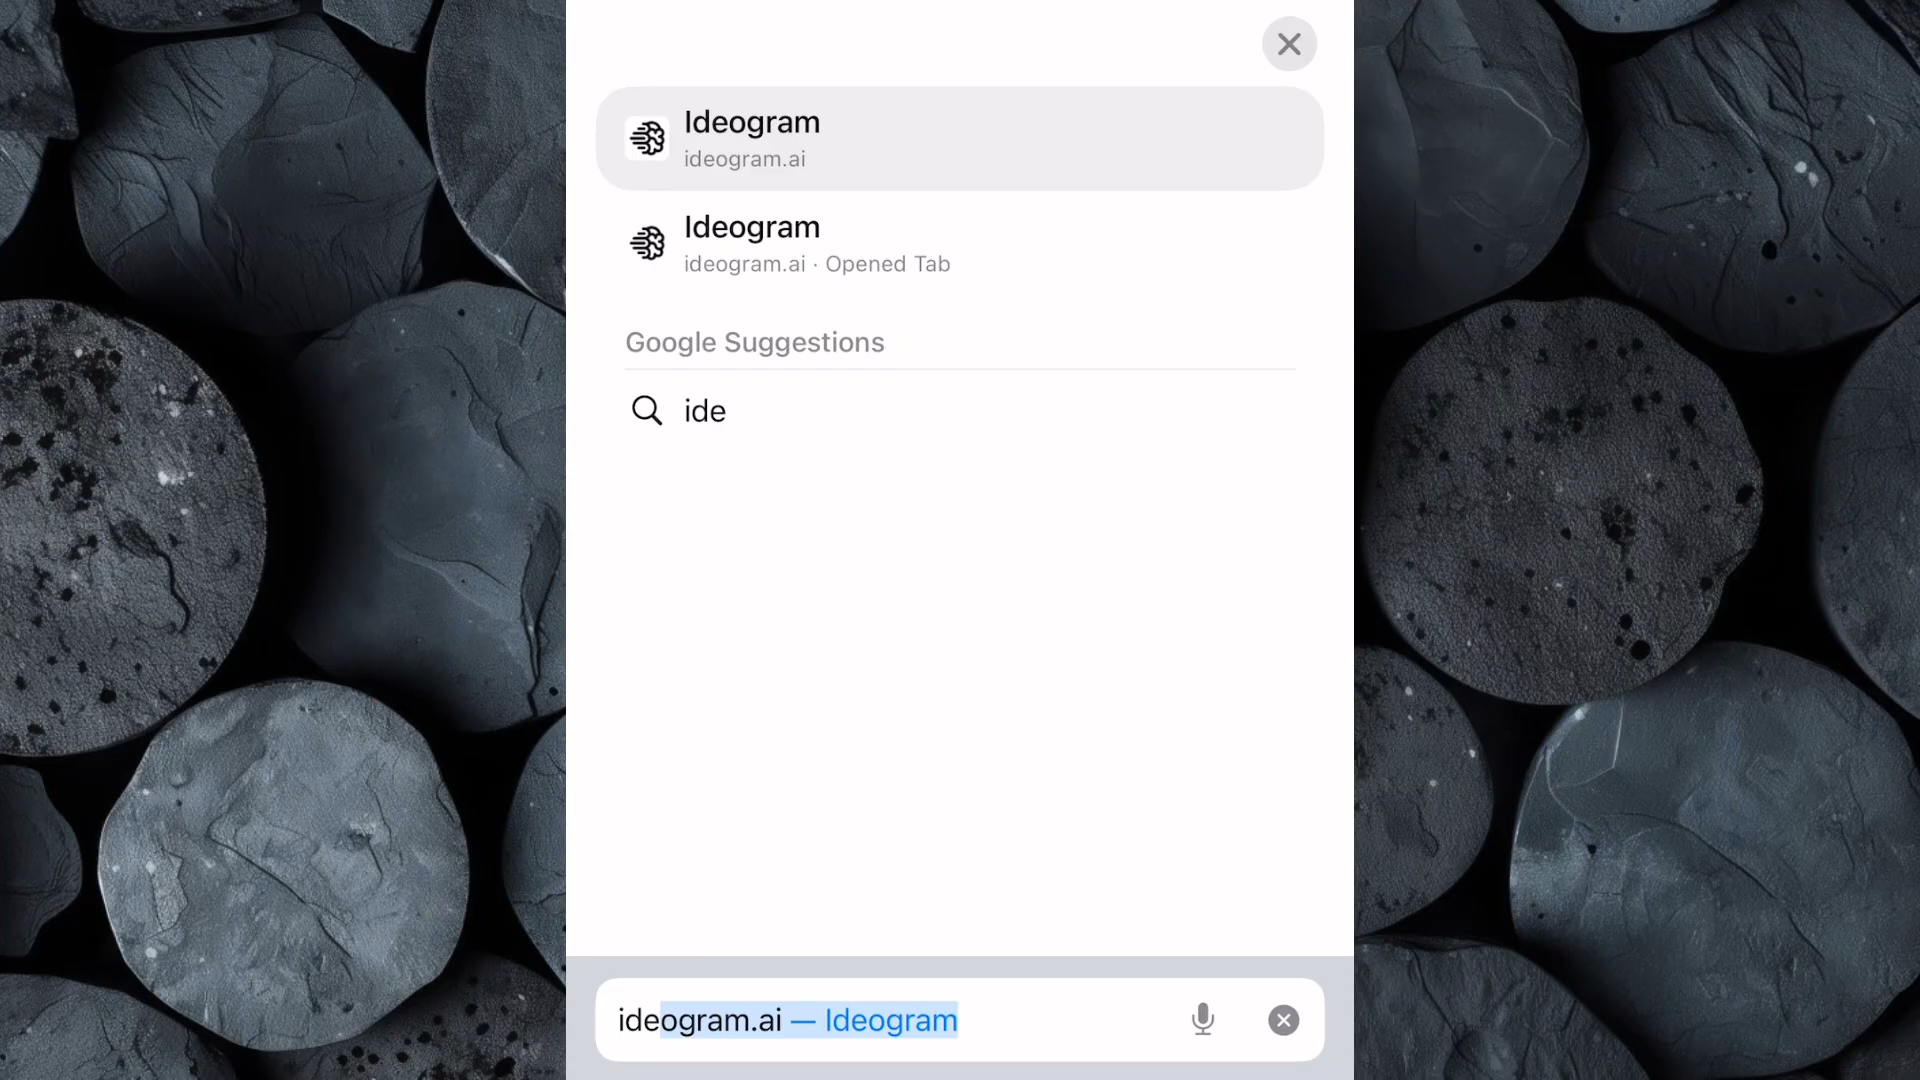 Ideogram
ideogram.ai
Ideogram
ideogram.ai · Opened Tab
Google Suggestions
ide
ideogram.ai — Ideogram